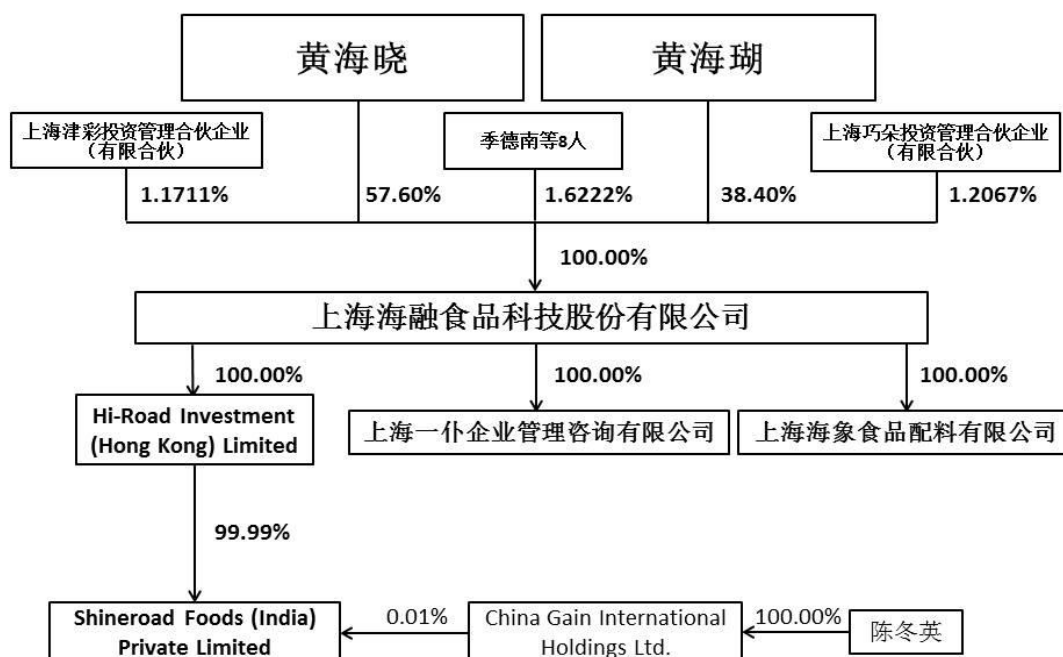 黄海晓
黄海瑚
上海津彩投资管理合伙企业
（有限合伙）
季德南等8人
上海巧朵投资管理合伙企业
（有限合伙）
1.1711%
57.60%
1.6222%
38.40%
1.2067%
100.00%
上海海融食品科技股份有限公司
100.00%
100.00%
100.00%
Hi-Road Investment
(Hong Kong) Limited
上海一仆企业管理咨询有限公司
上海海象食品配料有限公司
99.99%
Shineroad Foods (India)
Private Limited
0.01%
China Gain International
Holdings Ltd.
100.00%
陈冬英